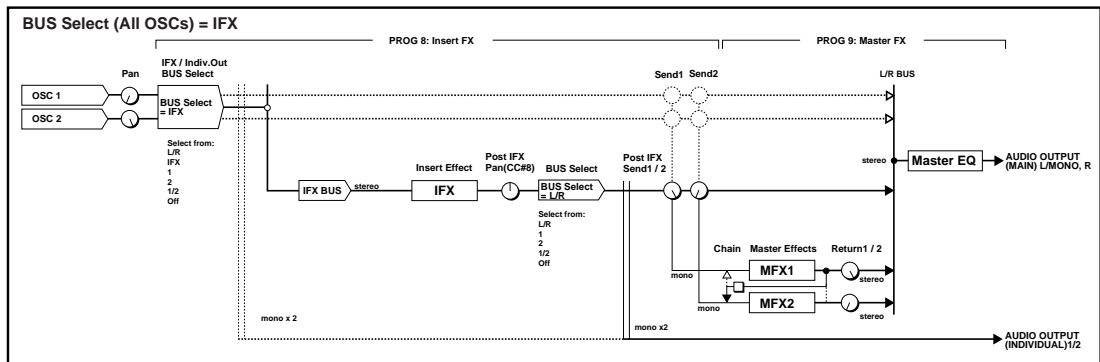 BUS Select (All OSCs) = IFX
PROG 8: Insert FX
PROG 9: Master FX
IFX / Indiv.Out
BUS Select
Pan
Send1
Send2
L/R BUS
OSC 1
OSC 2
BUS Select
= IFX
Select from:
L/R
IFX
1
2
1/2
Off
IFX BUS
stereo
Insert Effect
IFX
Post IFX
Pan(CC#8)
BUS Select
BUS Select
= L/R
Select from:
L/R
1
2
1/2
Off
Post IFX
Send1 / 2
stereo
Master EQ
AUDIO OUTPUT
(MAIN) L/MONO, R
Chain
Master Effects
Return1 / 2
mono
MFX1
stereo
mono
MFX2
stereo
mono x 2
mono x2
AUDIO OUTPUT
(INDIVIDUAL)1/2